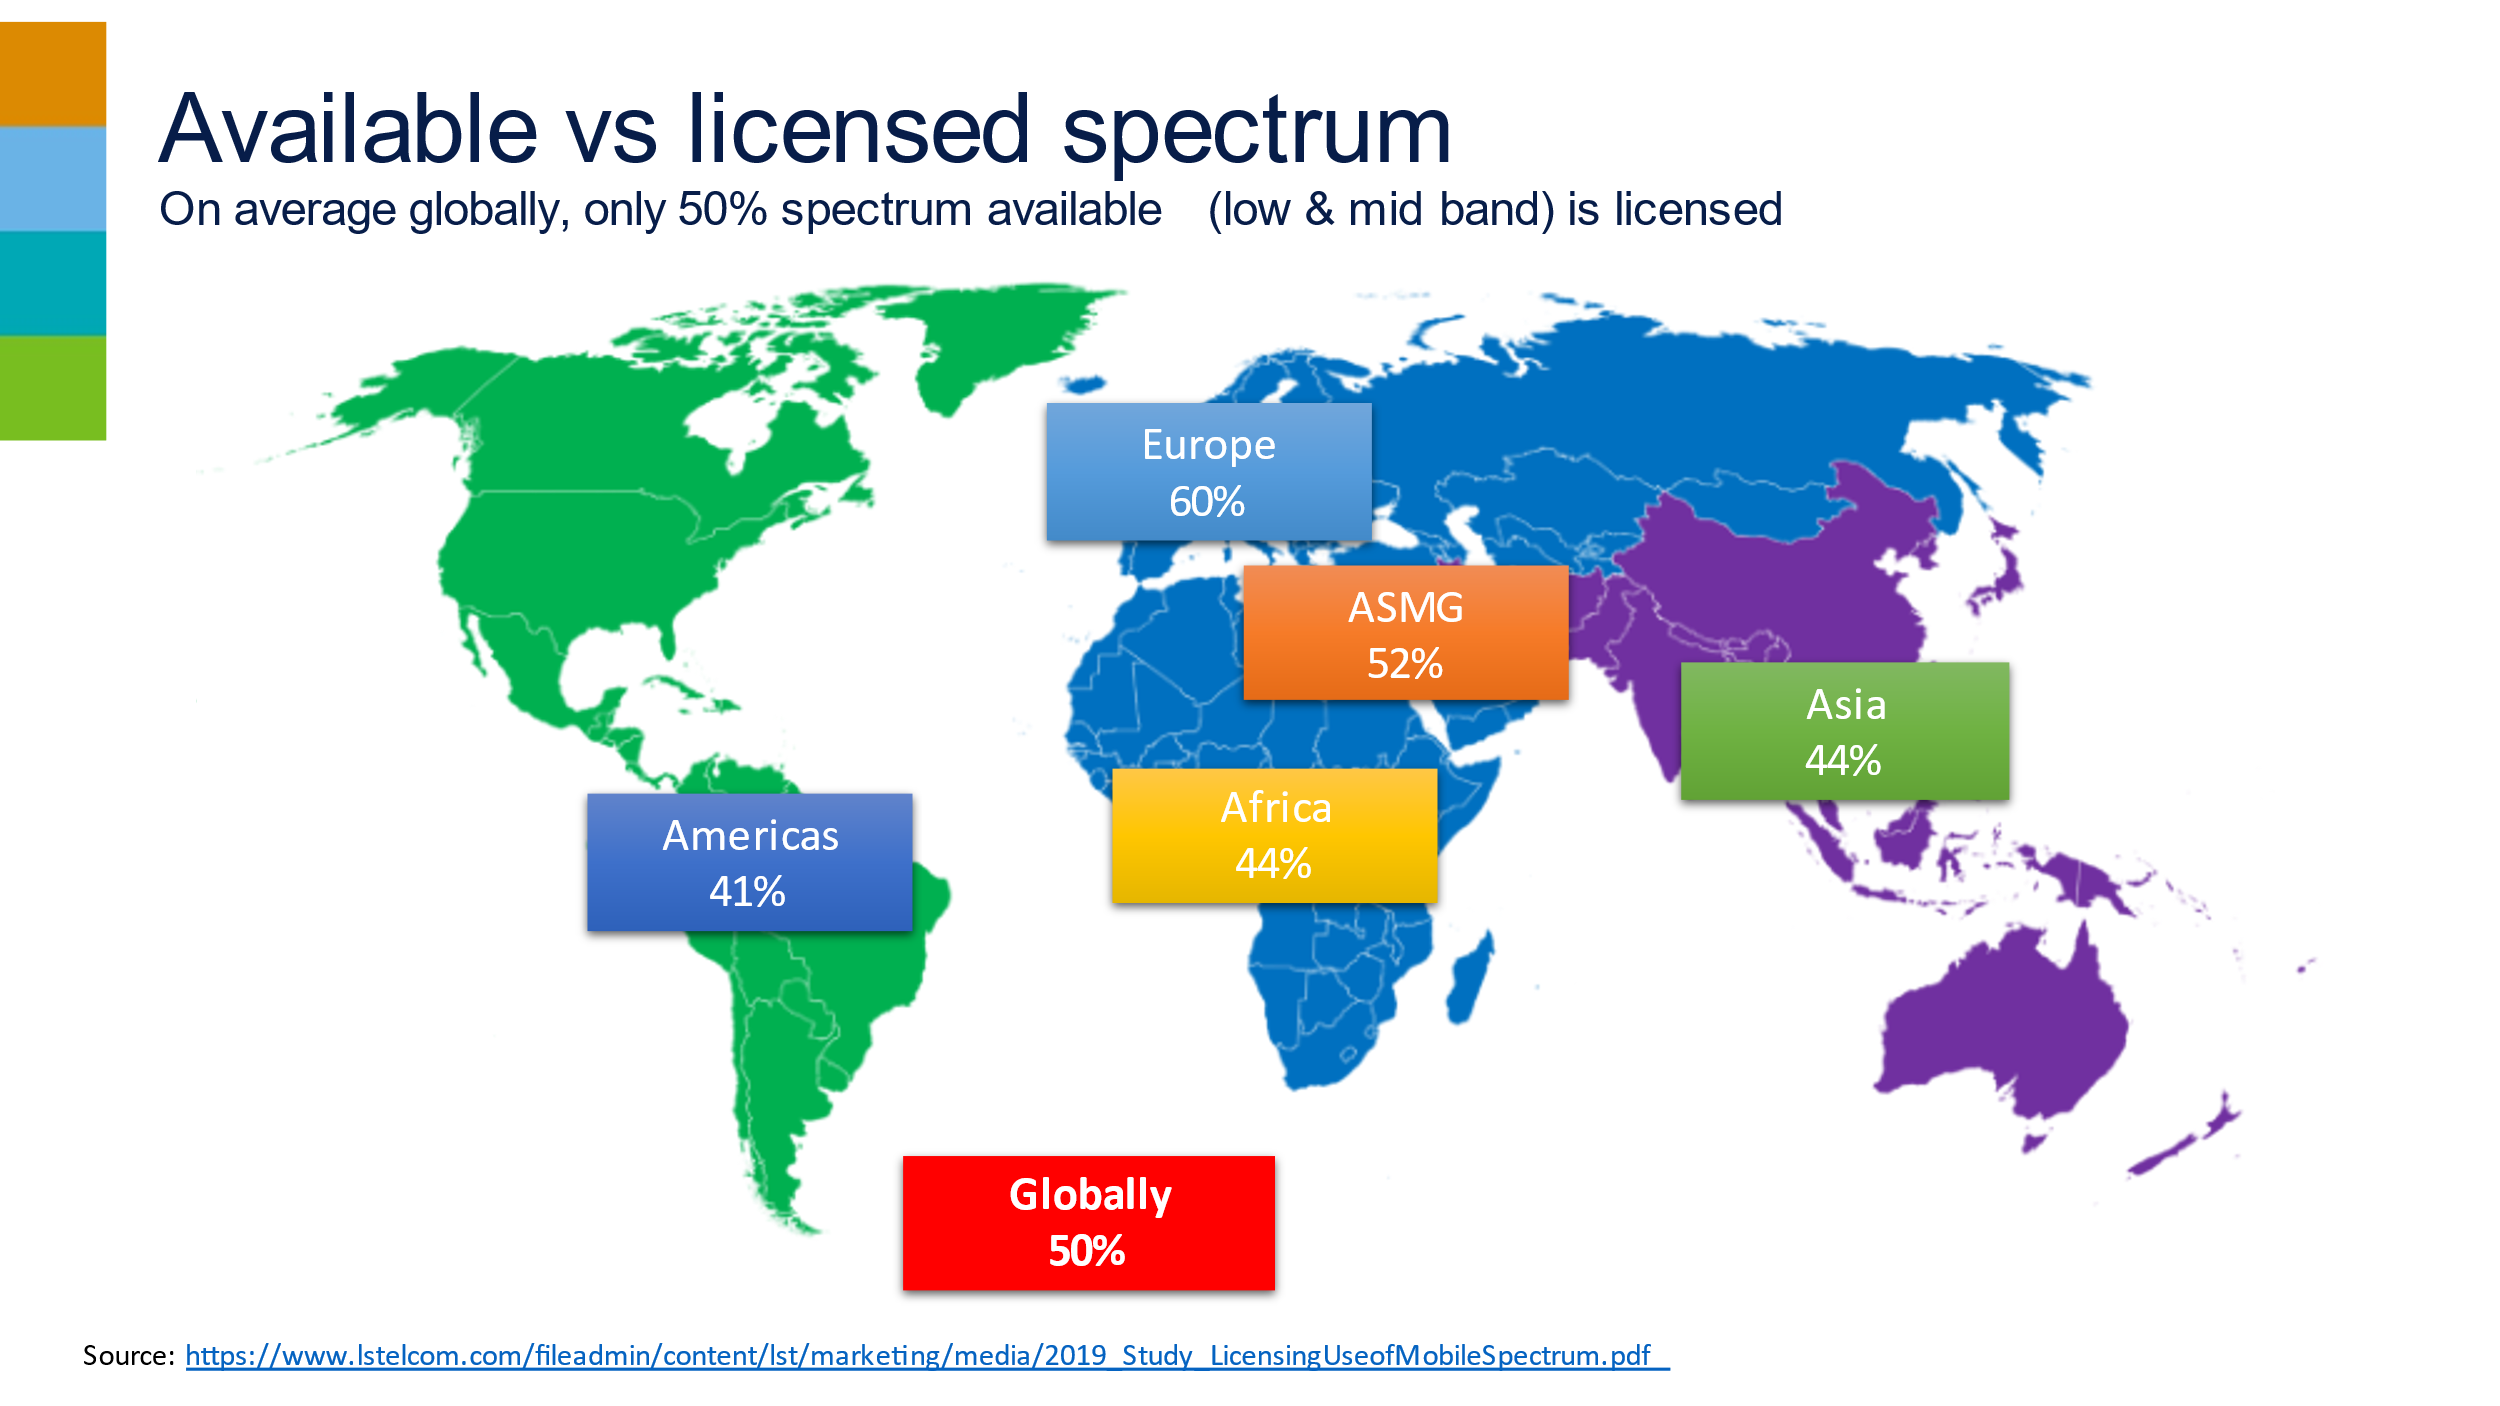 Available vs licensed spectrum
On average globally, only 50% spectrum available (low & mid band) is licensed
Europe
60%
ASMG
52%
Asia
44%
Africa
44%
Americas
41%
Globally
50%
Source: https://www.lstelcom.com/fileadmin/content/lst/marketing/media/2019_Study_LicensingUseofMobileSpectrum.pdf